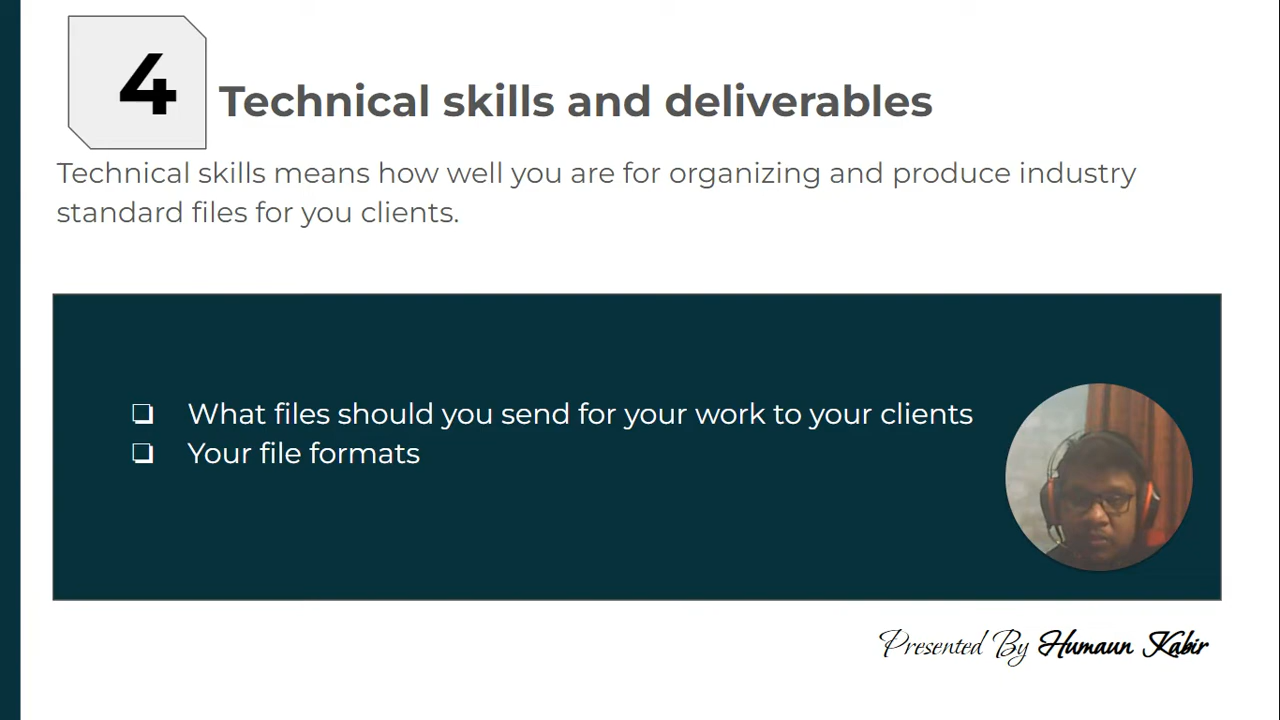 4
Technical skills and deliverables
Technical skills means how well you are for organizing and produce industry
standard files for you clients.
❏ What files should you send for your work to your clients
❏ Your file formats
Presented By Humaun Kabir